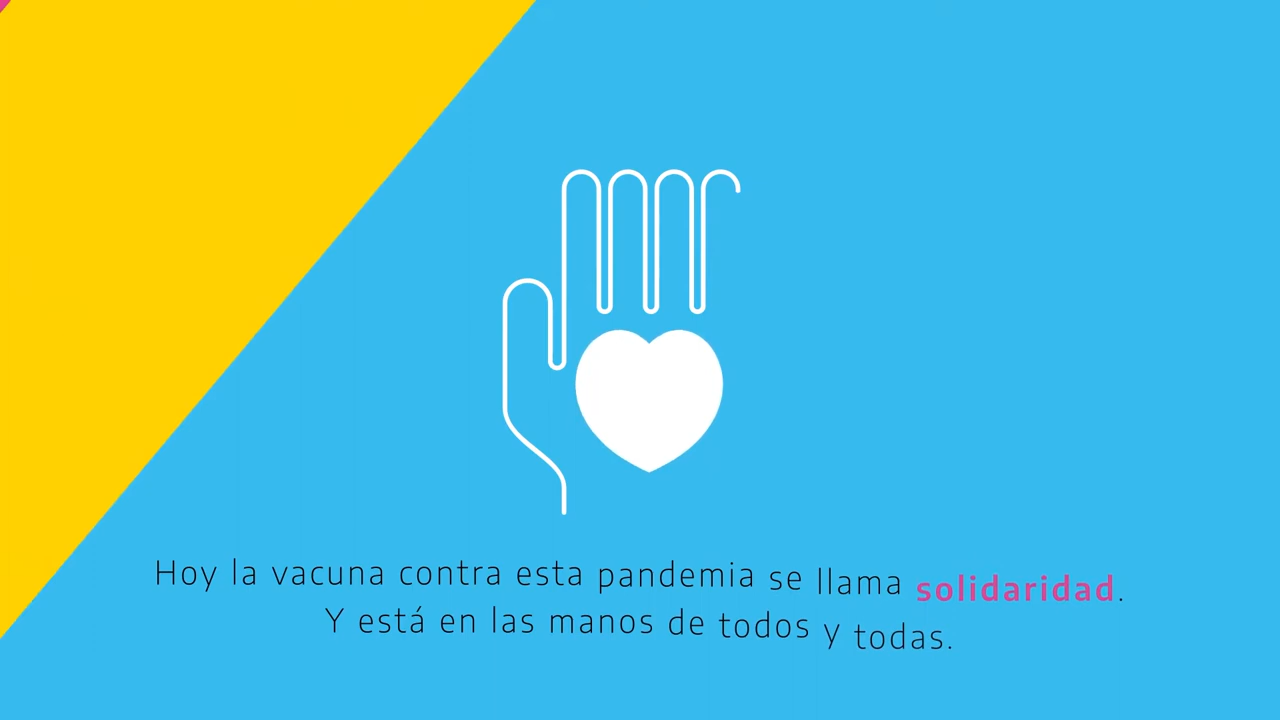 Hoy la vacuna contra esta pandemia se llama solidaridad.
Y está en las manos de todos y todas.